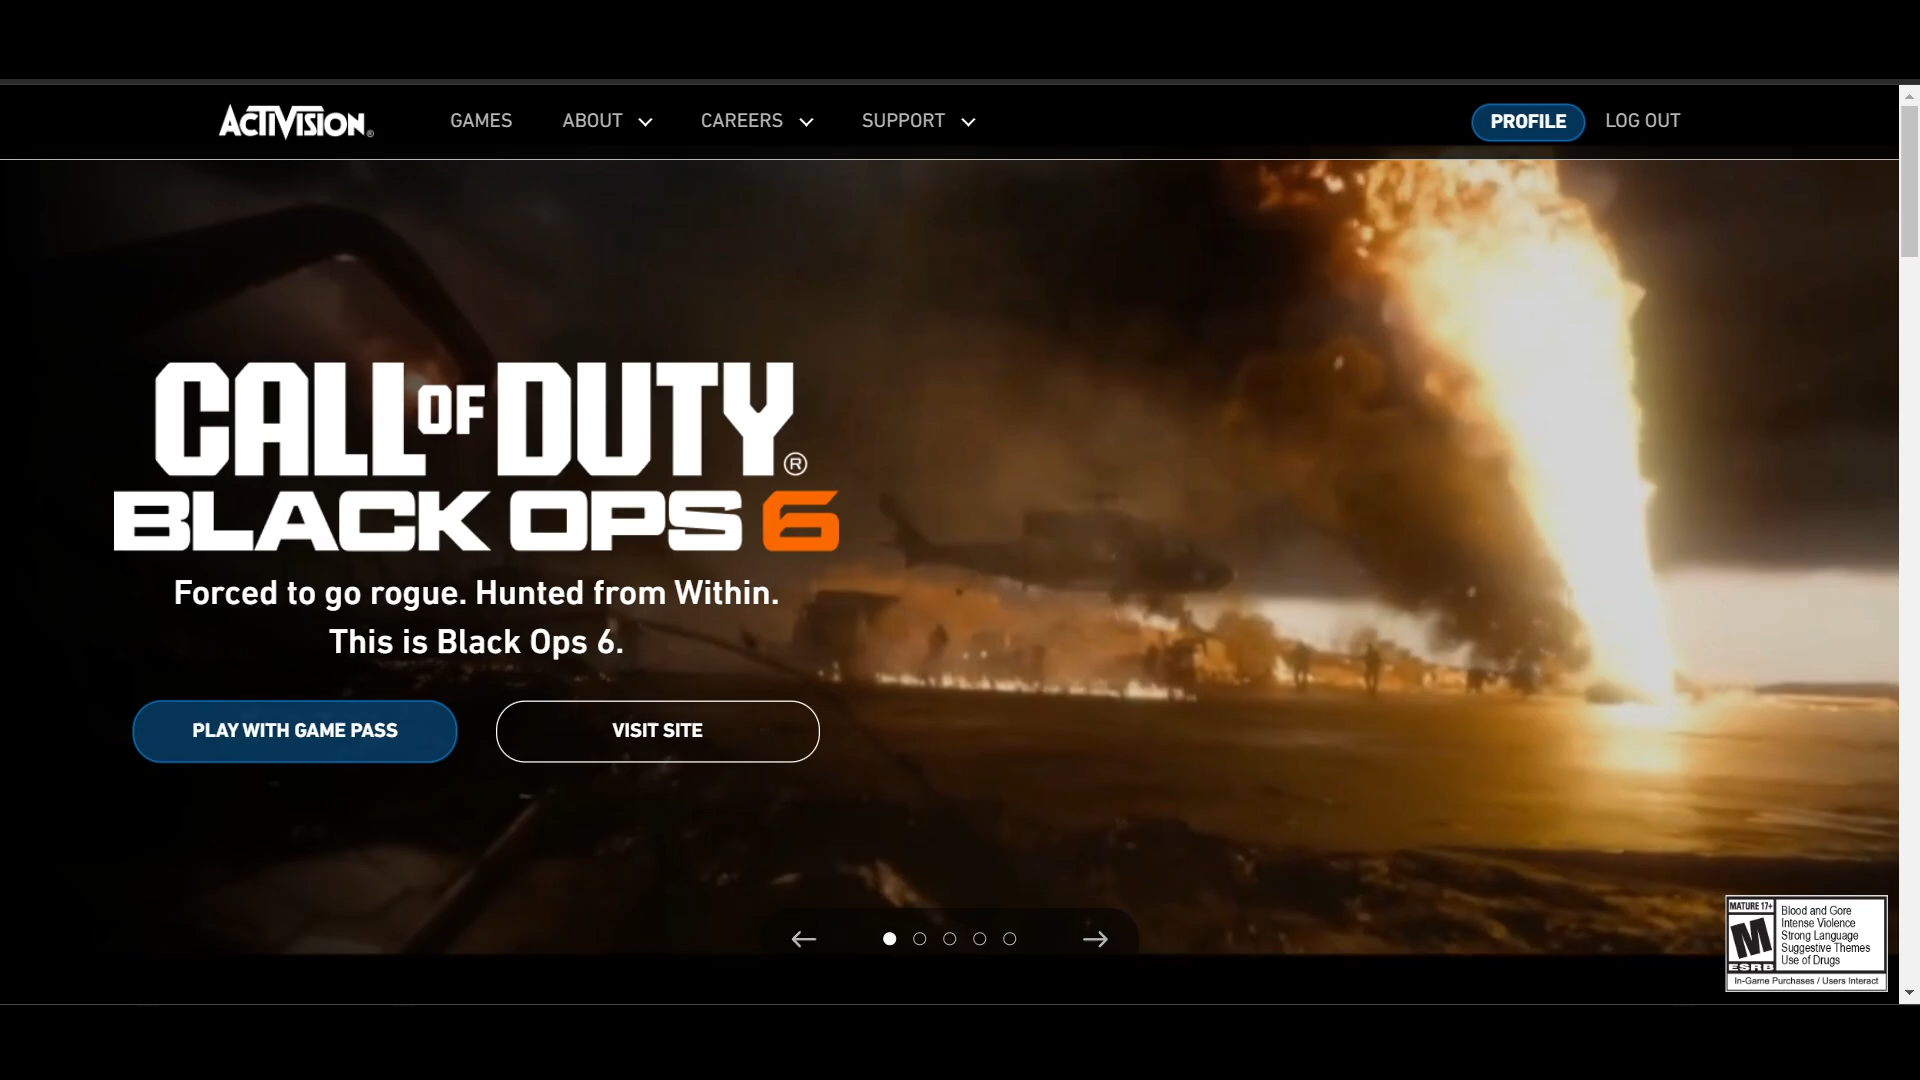 ACTIVISION®
GAMES
ABOUT
CAREERS
SUPPORT
PROFILE
LOG OUT
CALL OF DUTY®
BLACK OPS 6
Forced to go rogue. Hunted from Within.
This is Black Ops 6.
PLAY WITH GAME PASS
VISIT SITE
MATURE 17+
M
ESRB
Blood and Gore
Intense Violence
Strong Language
Suggestive Themes
Use of Drugs
In-Game Purchases / Users Interact